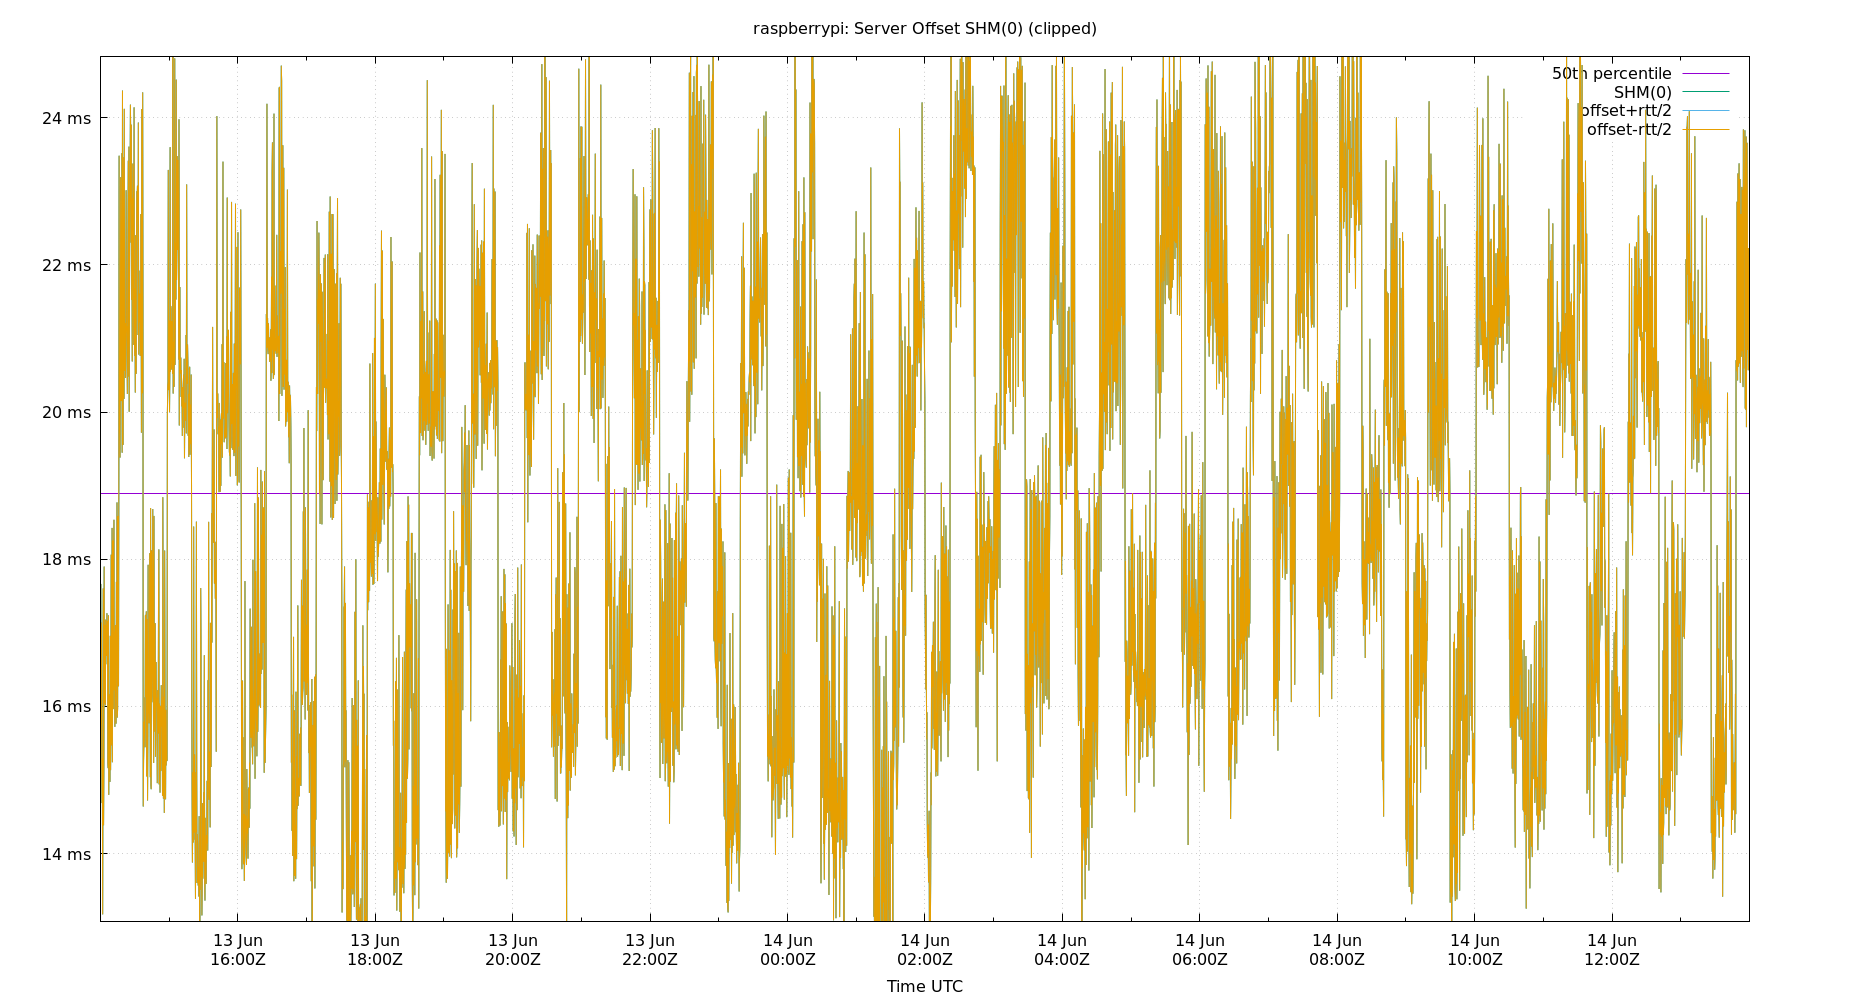 raspberrypi: Server Offset SHM(0) (clipped)
50th percentile
SHM(0)
offset+rtt/2
offset-rtt/2
24 ms
22 ms
20 ms
18 ms
16 ms
14 ms
13 Jun 13 Jun 13 Jun 13 Jun 14 Jun 14 Jun 14 Jun 14 Jun 14 Jun 14 Jun 14 Jun
16:00Z 18:00Z 20:00Z 22:00Z 00:00Z 02:00Z 04:00Z 06:00Z 08:00Z 10:00Z 12:00Z
Time UTC